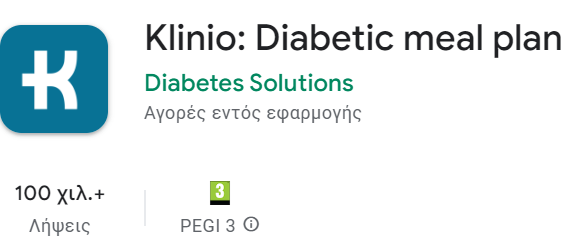 K
Klinio: Diabetic meal plan
Diabetes Solutions
Αγορές εντός εφαρμογής
100 χιλ.+
Λήψεις
3
PEGI 3